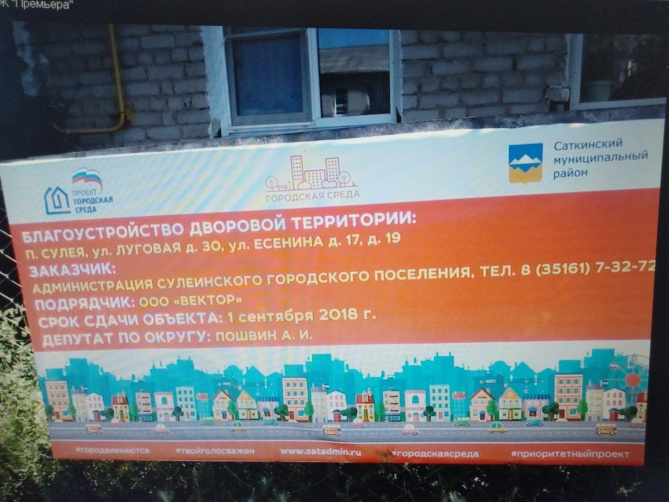 "Премьера"
ПРОЕКТ
ГОРОДСКАЯ
СРЕДА
ГОРОДСКАЯ СРЕДА
Саткинский
муниципальный
район
БЛАГОУСТРОЙСТВО ДВОРОВОЙ ТЕРРИТОРИИ:
П. СУЛЕЯ, ул. ЛУГОВАЯ д. 30, ул. ЕСЕНИНА д. 17, д. 19
ЗАКАЗЧИК:
АДМИНИСТРАЦИЯ СУЛЕИНСКОГО ГОРОДСКОГО ПОСЕЛЕНИЯ, ТЕЛ. 8 (35161) 7-32-72
ПОДРЯДЧИК: ООО «ВЕКТОР»
СРОК СДАЧИ ОБЪЕКТА: 1 сентября 2018 г.
ДЕПУТАТ ПО ОКРУГУ: ПОШВИН А. И.
#городаменяются #твойголосважен www.satadmin.ru #городскаясреда #приоритетныйпроект